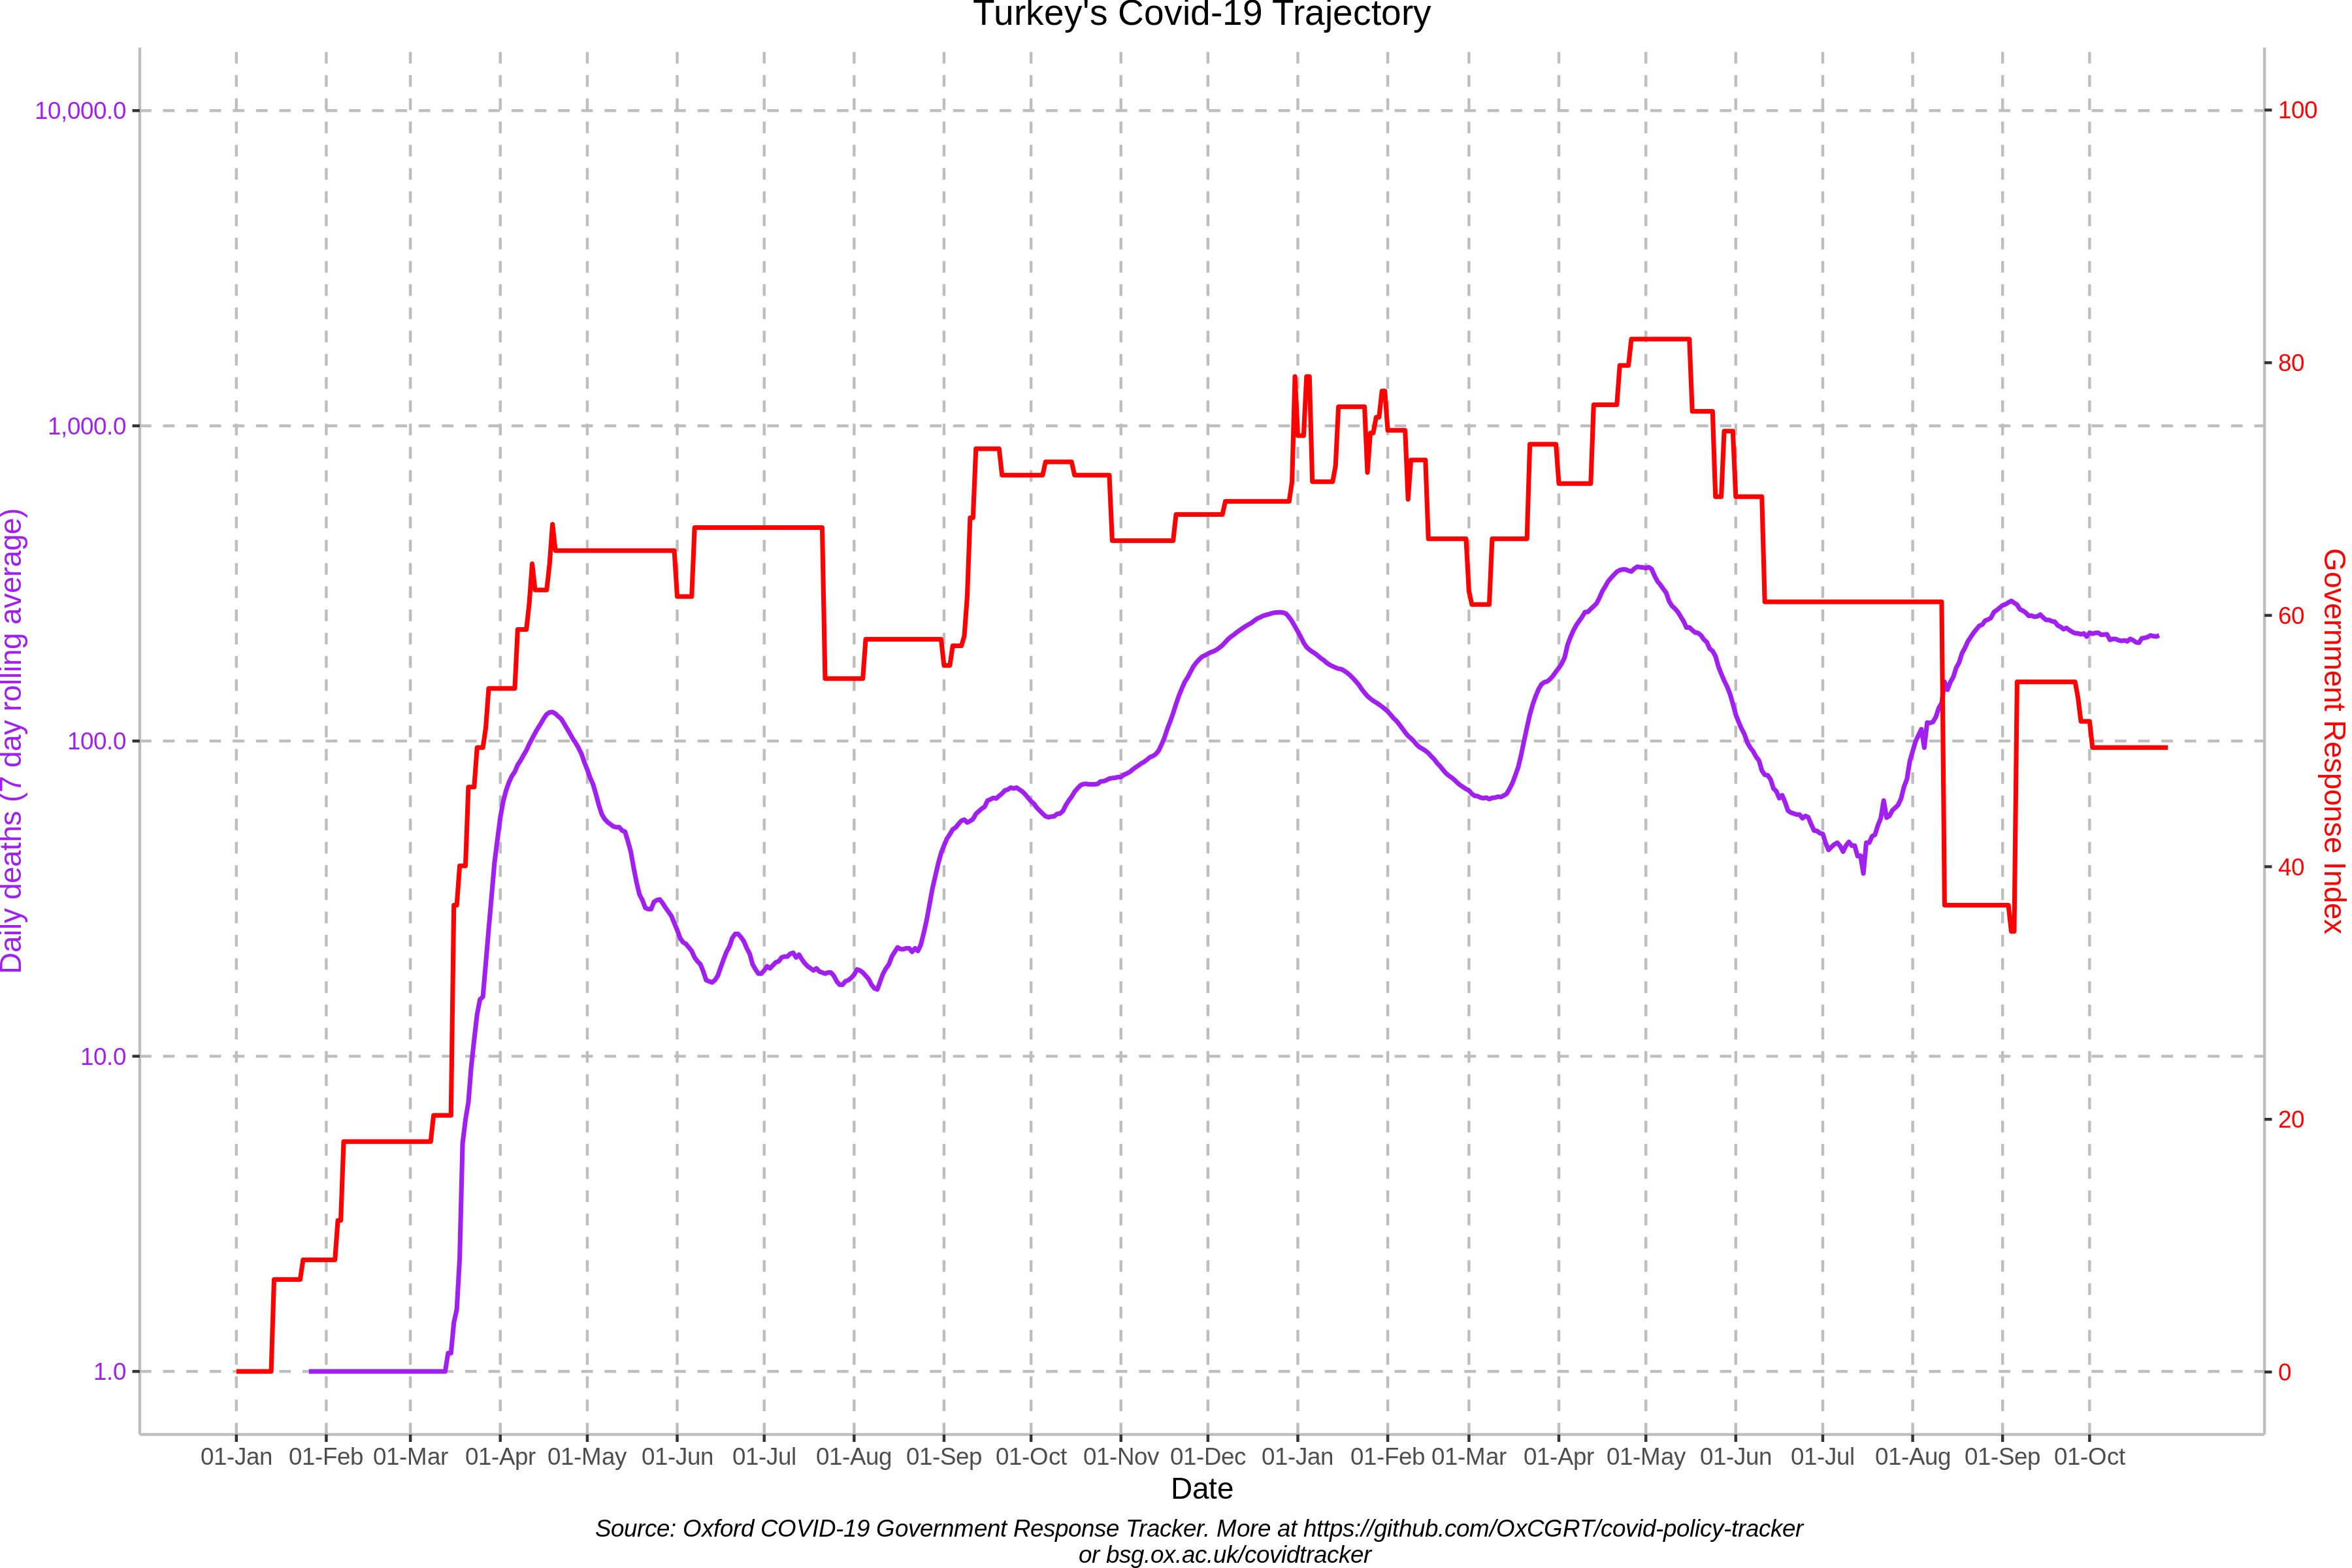 Turkey's Covid-19 Trajectory
10,000.0
1,000.0
100.0
10.0
1.0
Daily deaths (7 day rolling average)
100
80
60
40
20
0
Government Response Index
01-Jan 01-Feb 01-Mar 01-Apr 01-May 01-Jun 01-Jul 01-Aug 01-Sep 01-Oct 01-Nov 01-Dec 01-Jan 01-Feb 01-Mar 01-Apr 01-May 01-Jun 01-Jul 01-Aug 01-Sep 01-Oct
Date
Source: Oxford COVID-19 Government Response Tracker. More at https://github.com/OxCGRT/covid-policy-tracker
or bsg.ox.ac.uk/covidtracker